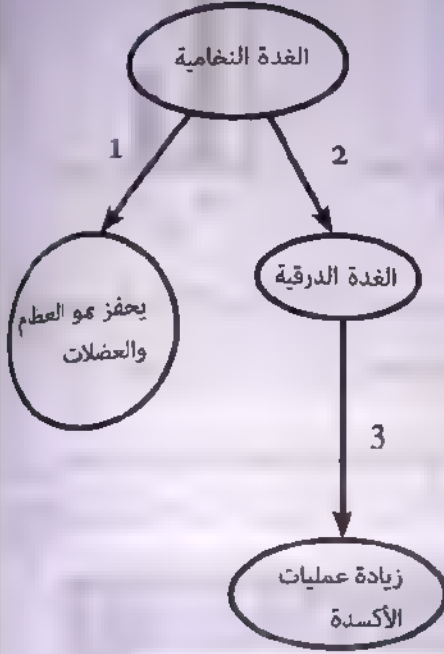 الغدة النخامية
1
2
الغدة الدرقية
يحفز نمو العظم
والعضلات
3
زيادة عمليات
الأكسدة